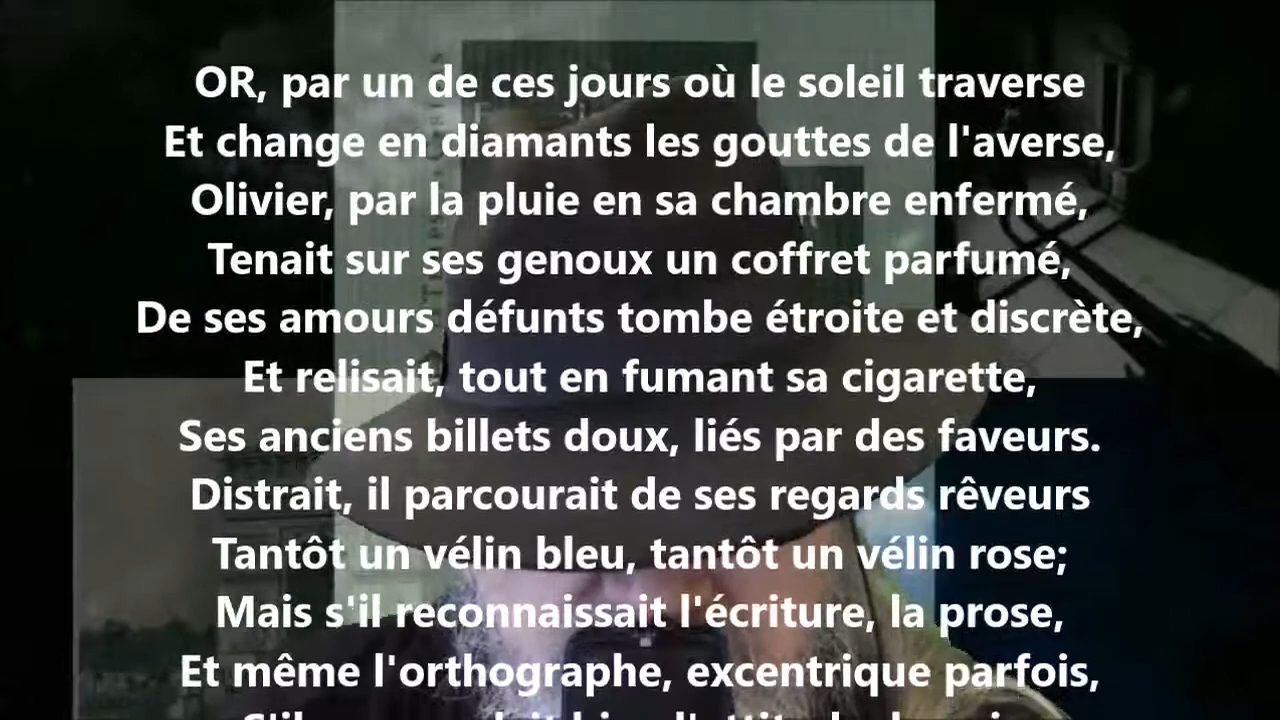 OR, par un de ces jours où le soleil traverse
Et change en diamants les gouttes de l'averse,
Olivier, par la pluie en sa chambre enfermé,
Tenait sur ses genoux un coffret parfumé,
De ses amours défunts tombe étroite et discrète,
Et relisait, tout en fumant sa cigarette,
Ses anciens billets doux, liés par des faveurs.
Distrait, il parcourait de ses regards rêveurs
Tantôt un vélin bleu, tantôt un vélin rose;
Mais s'il reconnaissait l'écriture, la prose,
Et même l'orthographe, excentrique parfois,